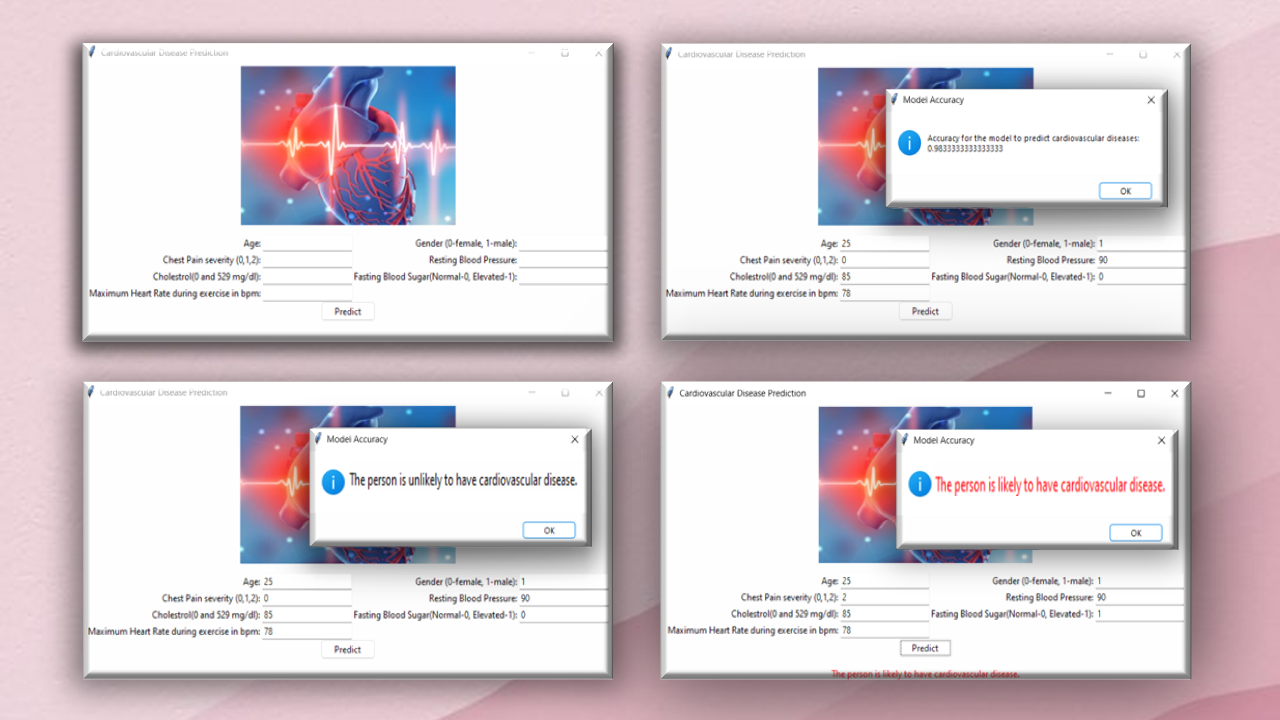 Cardiovascular Disease Prediction
Age:
Gender (0-female, 1-male):
Chest Pain severity (0,1,2):
Resting Blood Pressure:
Cholestrol(0 and 529 mg/dl):
Fasting Blood Sugar(Normal-0, Elevated-1):
Maximum Heart Rate during exercise in bpm:
Predict
Cardiovascular Disease Prediction
Model Accuracy
Accuracy for the model to predict cardiovascular diseases:
0.9833333333333333
OK
Age: 25
Gender (0-female, 1-male): 1
Chest Pain severity (0,1,2): 0
Resting Blood Pressure: 90
Cholestrol(0 and 529 mg/dl): 85
Fasting Blood Sugar(Normal-0, Elevated-1): 0
Maximum Heart Rate during exercise in bpm: 78
Predict
Cardiovascular Disease Prediction
Model Accuracy
The person is unlikely to have cardiovascular disease.
OK
Age: 25
Gender (0-female, 1-male): 1
Chest Pain severity (0,1,2): 0
Resting Blood Pressure: 90
Cholestrol(0 and 529 mg/dl): 85
Fasting Blood Sugar(Normal-0, Elevated-1): 0
Maximum Heart Rate during exercise in bpm: 78
Predict
Cardiovascular Disease Prediction
Model Accuracy
The person is likely to have cardiovascular disease.
OK
Age: 25
Gender (0-female, 1-male): 1
Chest Pain severity (0,1,2): 2
Resting Blood Pressure: 90
Cholestrol(0 and 529 mg/dl): 85
Fasting Blood Sugar(Normal-0, Elevated-1): 1
Maximum Heart Rate during exercise in bpm: 78
Predict
The person is likely to have cardiovascular disease.